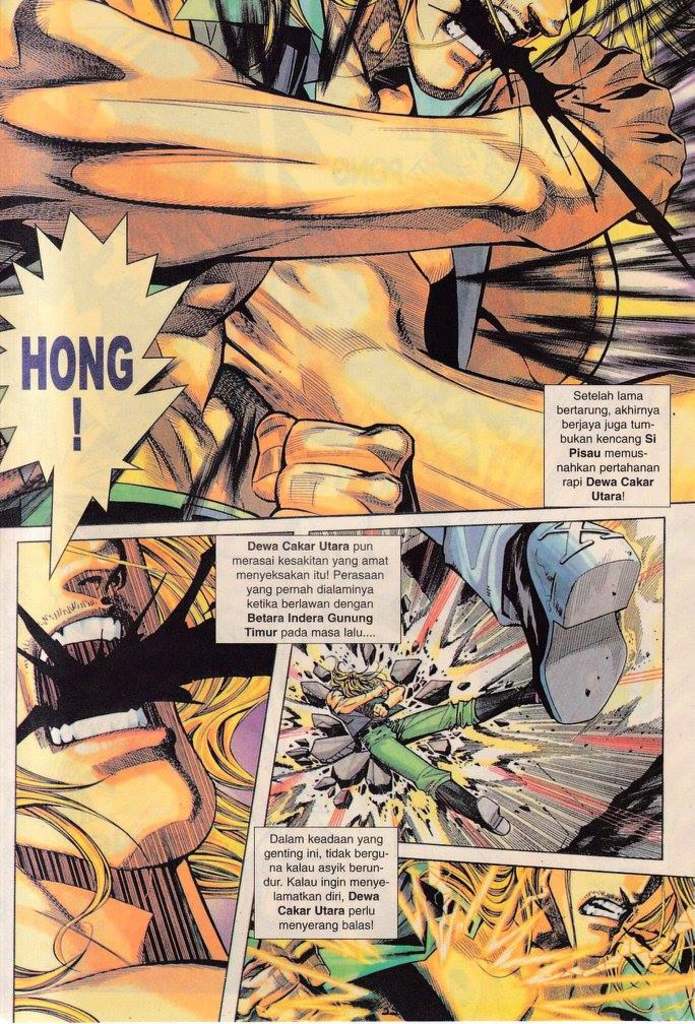 HONG
!
Setelah lama
bertarung, akhirnya
berjaya juga tum-
bukan kencang Si
Pisau memus-
nahkan pertahanan
rapi Dewa Cakar
Utara!
Dewa Cakar Utara pun
merasai kesakitan yang amat
menyeksakan itu! Perasaan
yang pernah dialaminya
ketika berlawan dengan
Betara Indera Gunung
Timur pada masa lalu....
Dalam keadaan yang
genting ini, tidak bergu-
na kalau asyik berun-
dur. Kalau ingin menye-
lamatkan diri, Dewa
Cakar Utara perlu
menyerang balas!